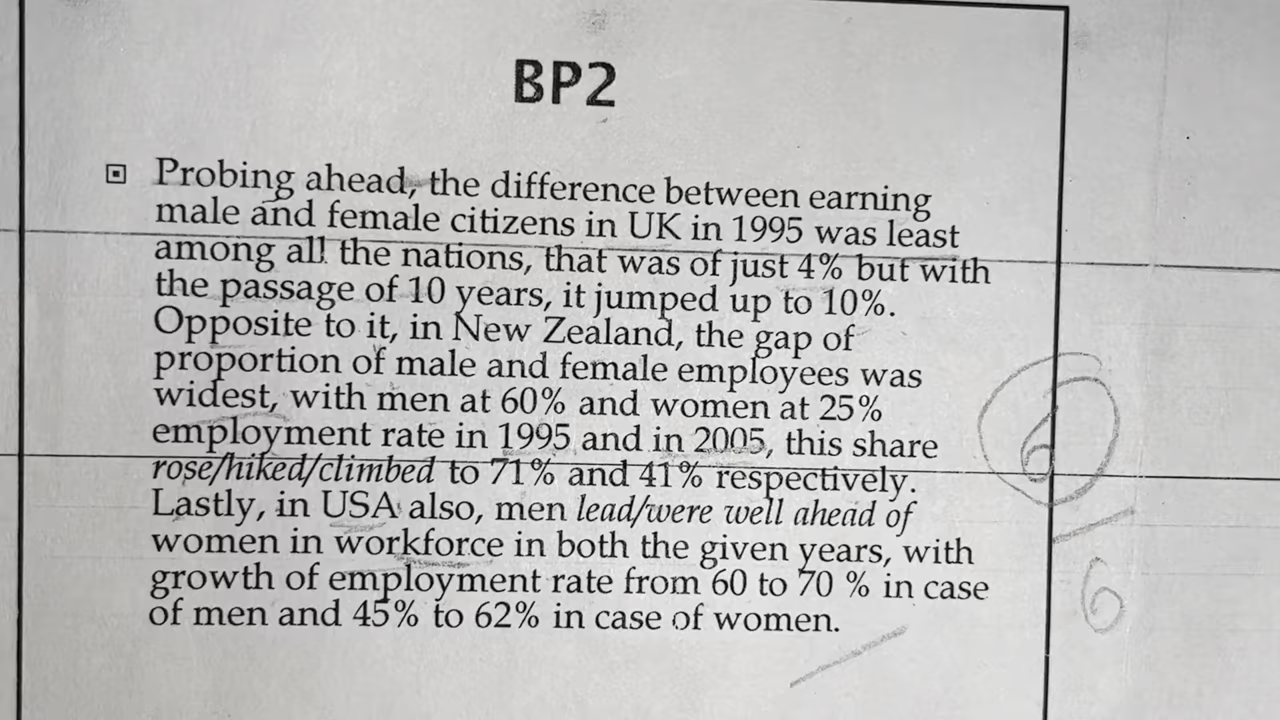 BP2
Probing ahead, the difference between earning
male and female citizens in UK in 1995 was least
among all the nations, that was of just 4% but with
the passage of 10 years, it jumped up to 10%.
Opposite to it, in New Zealand, the gap of
proportion of male and female employees was
widest, with men at 60% and women at 25%
employment rate in 1995 and in 2005, this share
rose/hiked/climbed to 71% and 41% respectively.
Lastly, in USA also, men lead/were well ahead of
women in workforce in both the given years, with
growth of employment rate from 60 to 70 % in case
of men and 45% to 62% in case of women.
6
6